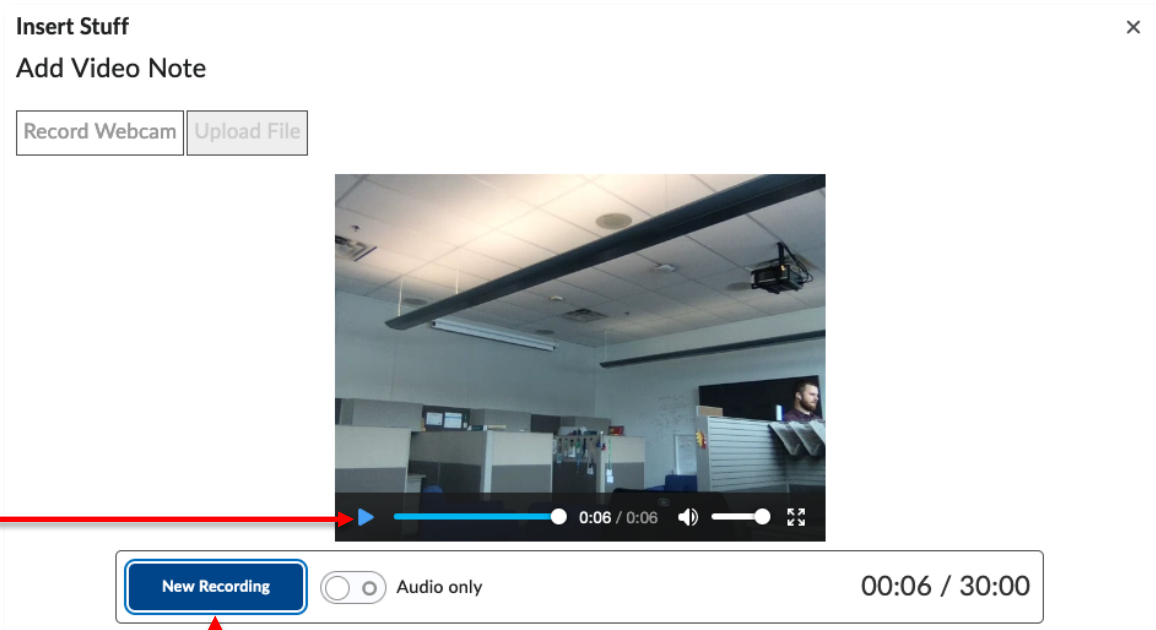 Insert Stuff
Add Video Note
Record Webcam Upload File
0:06 / 0:06
New Recording Audio only 00:06 / 30:00